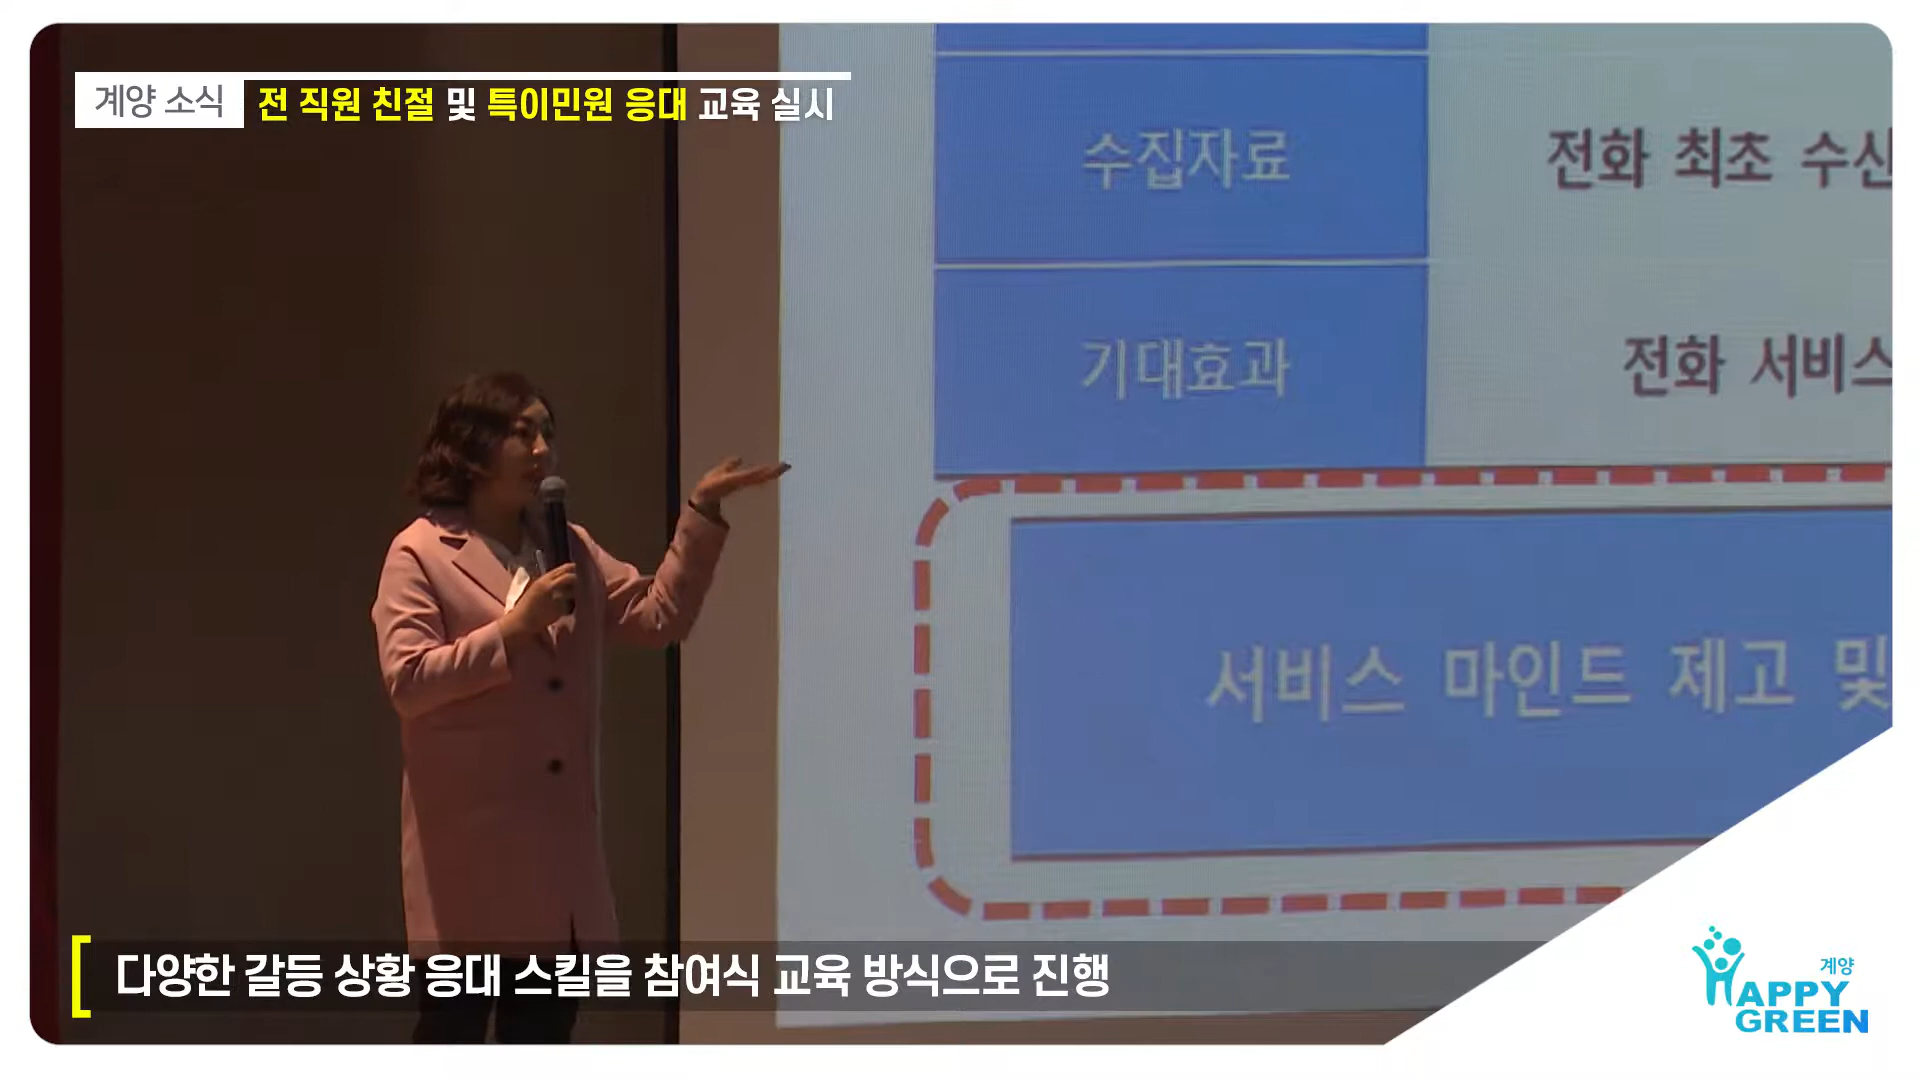 계양 소식
전 직원 친절 및 특이민원 응대 교육 실시
수집자료
전화 최초 수신
기대효과
전화 서비스
서비스 마인드 제고 및
다양한 갈등 상황 응대 스킬을 참여식 교육 방식으로 진행
계양
HAPPY
GREEN